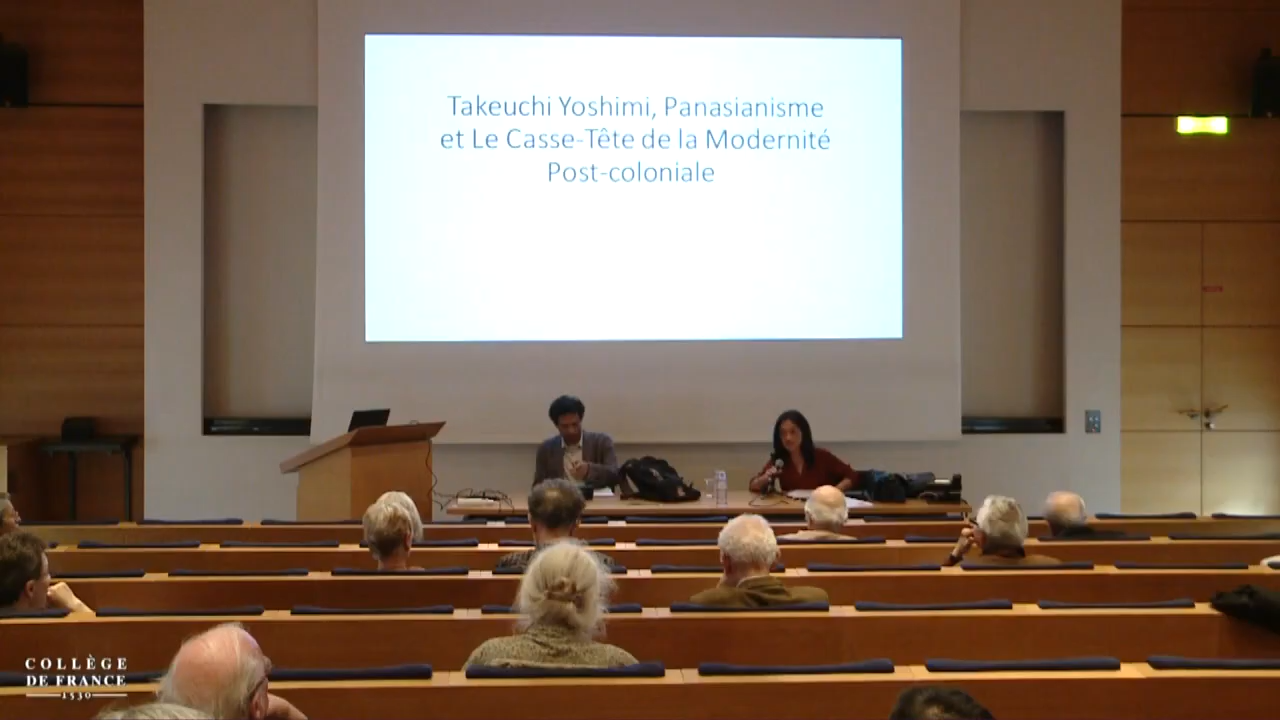 Takeuchi Yoshimi, Panasianisme
et Le Casse-Tête de la Modernité
Post-coloniale
COLLÈGE
DE FRANCE
1530